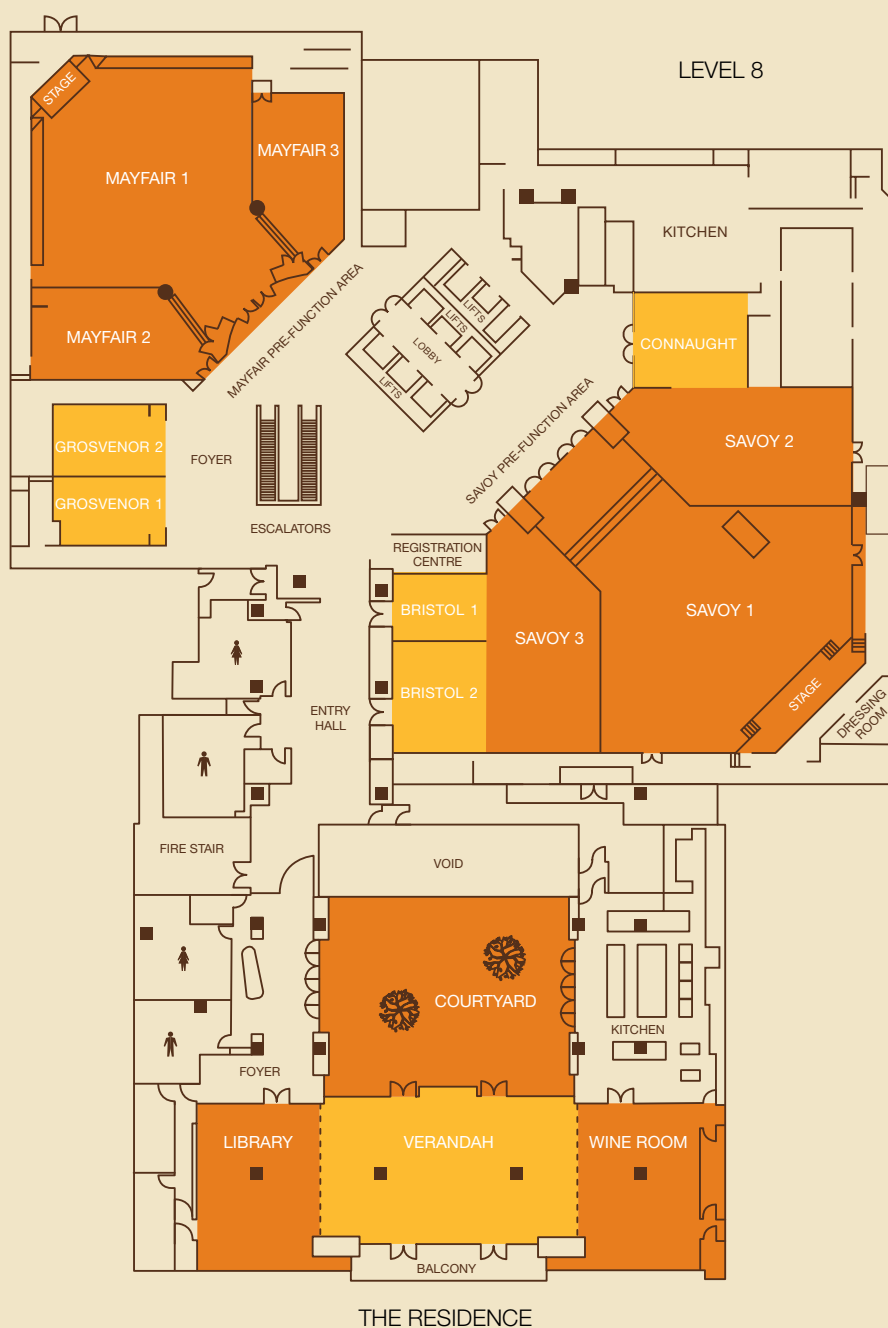 LEVEL 8
STAGE
MAYFAIR 1
MAYFAIR 3
MAYFAIR 2
MAYFAIR PRE-FUNCTION AREA
KITCHEN
LIFTS
LIFTS
LOBBY
LIFTS
CONNAUGHT
SAVOY PRE-FUNCTION AREA
SAVOY 2
GROSVENOR 2
GROSVENOR 1
FOYER
ESCALATORS
REGISTRATION
CENTRE
BRISTOL 1
BRISTOL 2
SAVOY 3
SAVOY 1
STAGE
DRESSING
ROOM
ENTRY
HALL
FIRE STAIR
VOID
COURTYARD
KITCHEN
FOYER
LIBRARY
VERANDAH
WINE ROOM
BALCONY
THE RESIDENCE